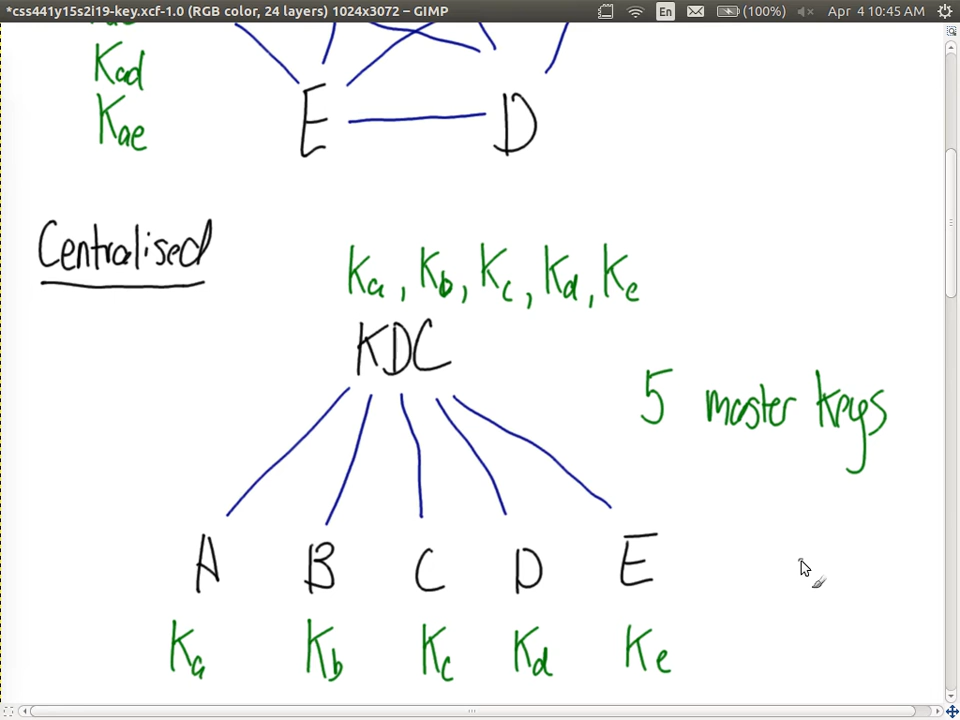 *css441y15s2i19-key.xcf-1.0 (RGB color, 24 layers) 1024x3072 – GIMP
En (100%) Apr 4 10:45 AM
Kad
Kae
E D
Centralised
Ka, Kb, Kc, Kd, Ke
KDC
5 master keys
A B C D E
Ka Kb Kc Kd Ke